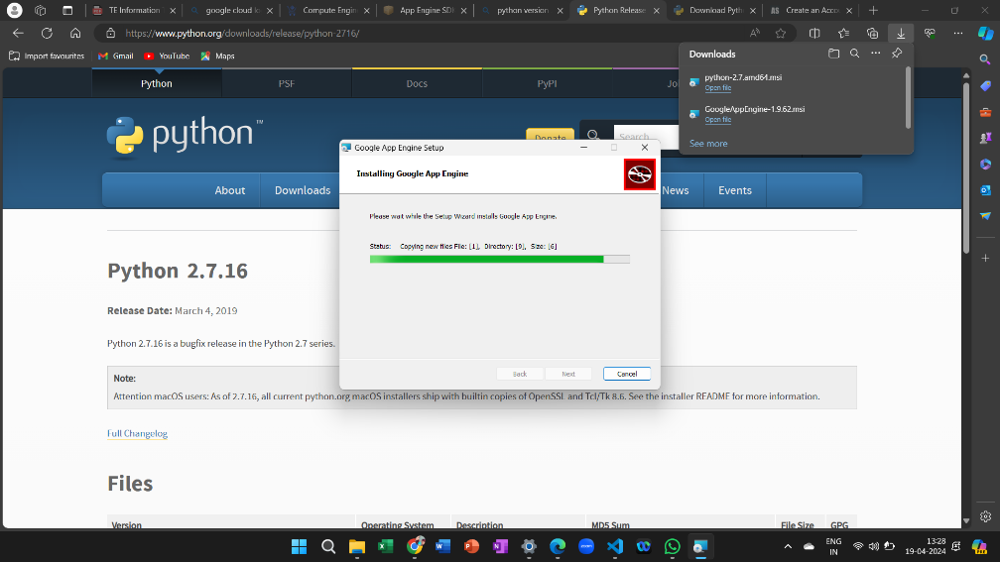 TE Information
google cloud lo
Compute Engin
App Engine SDK
python version
Python Release
Download Pyth
Create an Acco
https://www.python.org/downloads/release/python-2716/
Import favourites
Gmail
YouTube
Maps
Downloads
python-2.7.amd64.msi
Open file
GoogleAppEngine-1.9.62.msi
Open file
See more
Python
PSF
Docs
PyPI
python™
Donate
Search
About
Downloads
News
Events
Google App Engine Setup
Installing Google App Engine
Please wait while the Setup Wizard installs Google App Engine.
Status: Copying new files File: [1], Directory: [9], Size: [6]
Back
Next
Cancel
Python 2.7.16
Release Date: March 4, 2019
Python 2.7.16 is a bugfix release in the Python 2.7 series.
Note:
Attention macOS users: As of 2.7.16, all current python.org macOS installers ship with builtin copies of OpenSSL and Tcl/Tk 8.6. See the installer README for more information.
Full Changelog
Files
Version
Operating System
Description
MD5 Sum
File Size
GPG
ENG
IN
13:28
19-04-2024